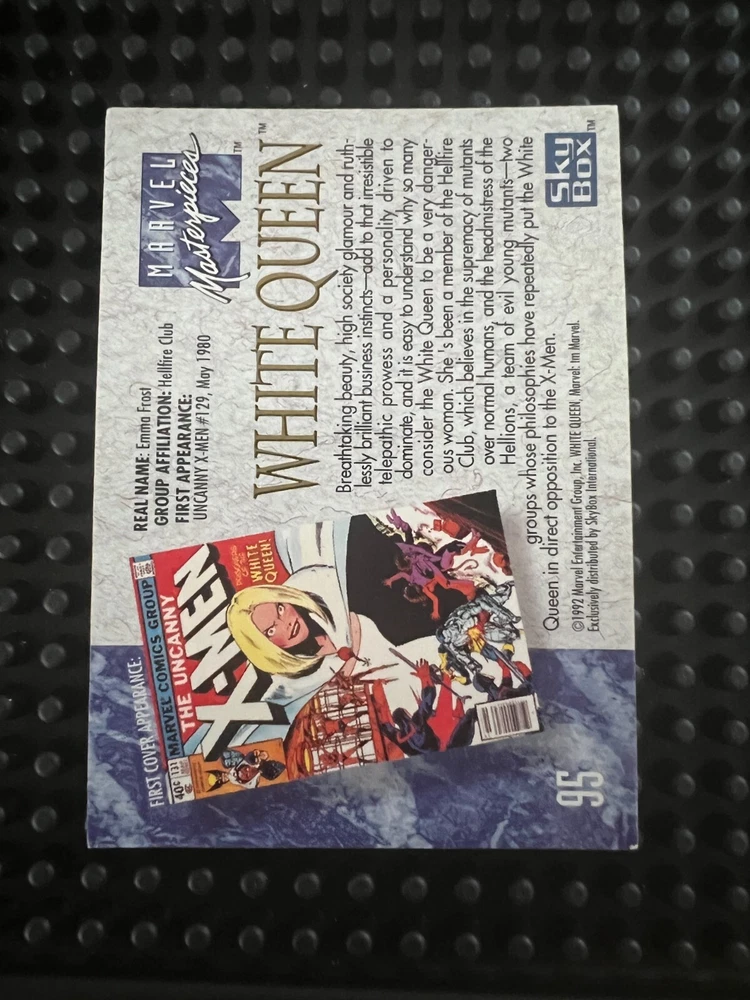 MARVEL
Masterpieces
TM
REAL NAME: Emma Frost
GROUP AFFILIATION: Hellfire Club
FIRST APPEARANCE:
UNCANNY X-MEN #129, May 1980
WHITE QUEEN™
Breathtaking beauty, high society glamour and ruth-
lessly brilliant business instincts—add to that irresistible
telepathic prowess and a personality driven to
dominate, and it is easy to understand why so many
consider the White Queen to be a very danger-
ous woman. She's been a member of the Hellfire
Club, which believes in the supremacy of mutants
over normal humans, and the headmistress of the
Hellions, a team of evil young mutants—two
groups whose philosophies have repeatedly put the White
Queen in direct opposition to the X-Men.
©1992 Marvel Entertainment Group, Inc. WHITE QUEEN, Marvel: tm Marvel.
Exclusively distributed by SkyBox International.
SkyBox™
FIRST COVER APPEARANCE:
MARVEL COMICS GROUP
40¢
131
THE UNCANNY
X-MEN
OF THE
WHITE
QUEEN!
95